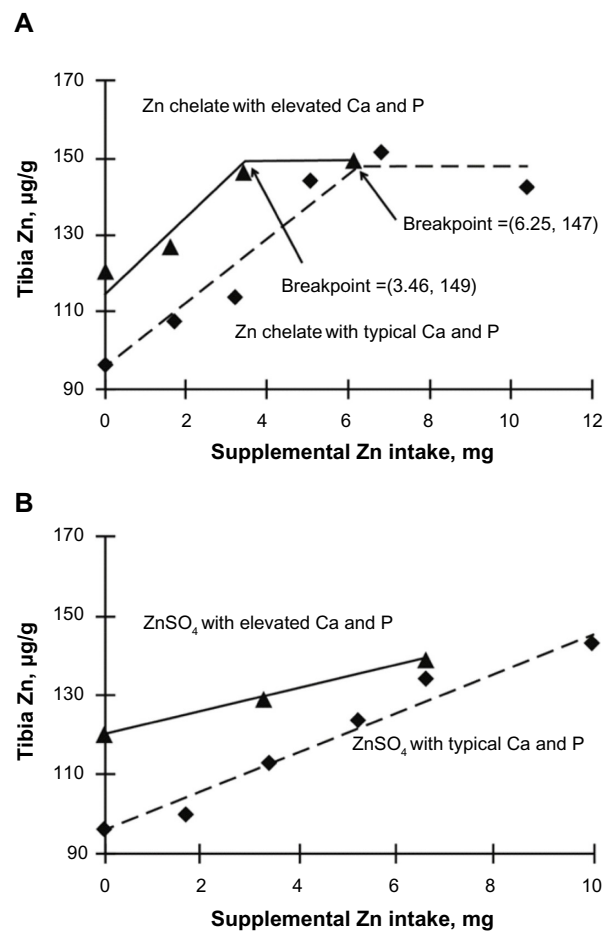 A
170
150
130
110
90
Tibia Zn, µg/g
Zn chelate with elevated Ca and P
Breakpoint =(6.25, 147)
Breakpoint =(3.46, 149)
Zn chelate with typical Ca and P
0 2 4 6 8 10 12
Supplemental Zn intake, mg
B
170
150
130
110
90
Tibia Zn, µg/g
ZnSO₄ with elevated Ca and P
ZnSO₄ with typical Ca and P
0 2 4 6 8 10
Supplemental Zn intake, mg